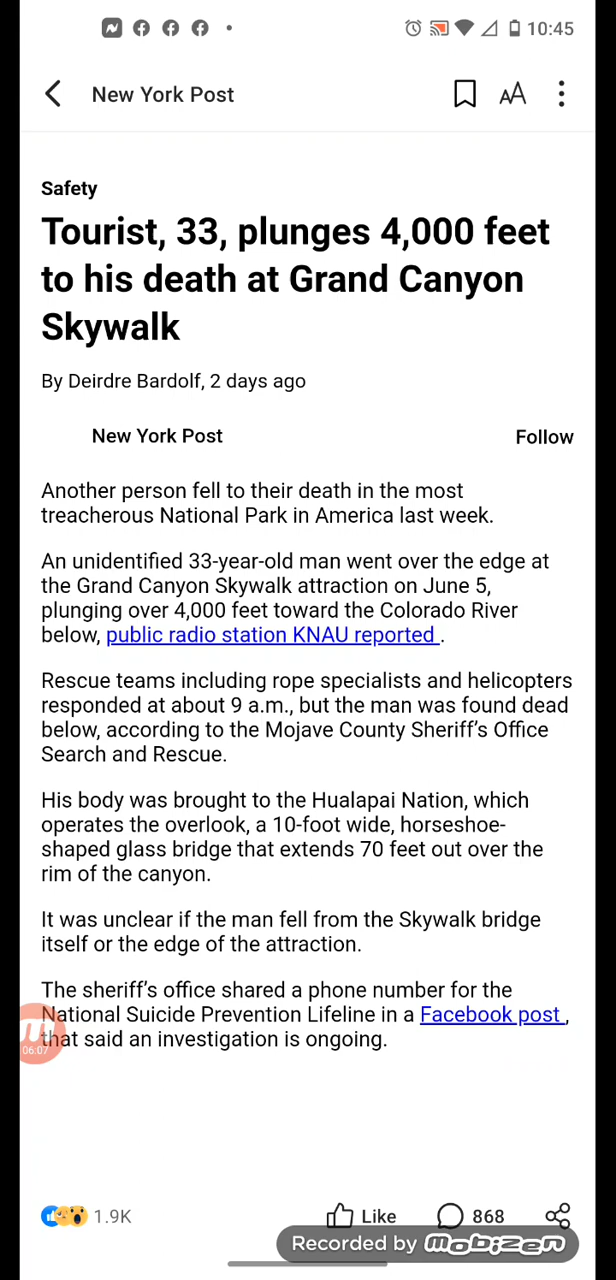 10:45
New York Post
AA
Safety
Tourist, 33, plunges 4,000 feet
to his death at Grand Canyon
Skywalk
By Deirdre Bardolf, 2 days ago
New York Post
Follow
Another person fell to their death in the most
treacherous National Park in America last week.
An unidentified 33-year-old man went over the edge at
the Grand Canyon Skywalk attraction on June 5,
plunging over 4,000 feet toward the Colorado River
below, public radio station KNAU reported .
Rescue teams including rope specialists and helicopters
responded at about 9 a.m., but the man was found dead
below, according to the Mojave County Sheriff’s Office
Search and Rescue.
His body was brought to the Hualapai Nation, which
operates the overlook, a 10-foot wide, horseshoe-
shaped glass bridge that extends 70 feet out over the
rim of the canyon.
It was unclear if the man fell from the Skywalk bridge
itself or the edge of the attraction.
The sheriff’s office shared a phone number for the
National Suicide Prevention Lifeline in a Facebook post ,
that said an investigation is ongoing.
06:07
1.9K
Like
868
Recorded by mobizen